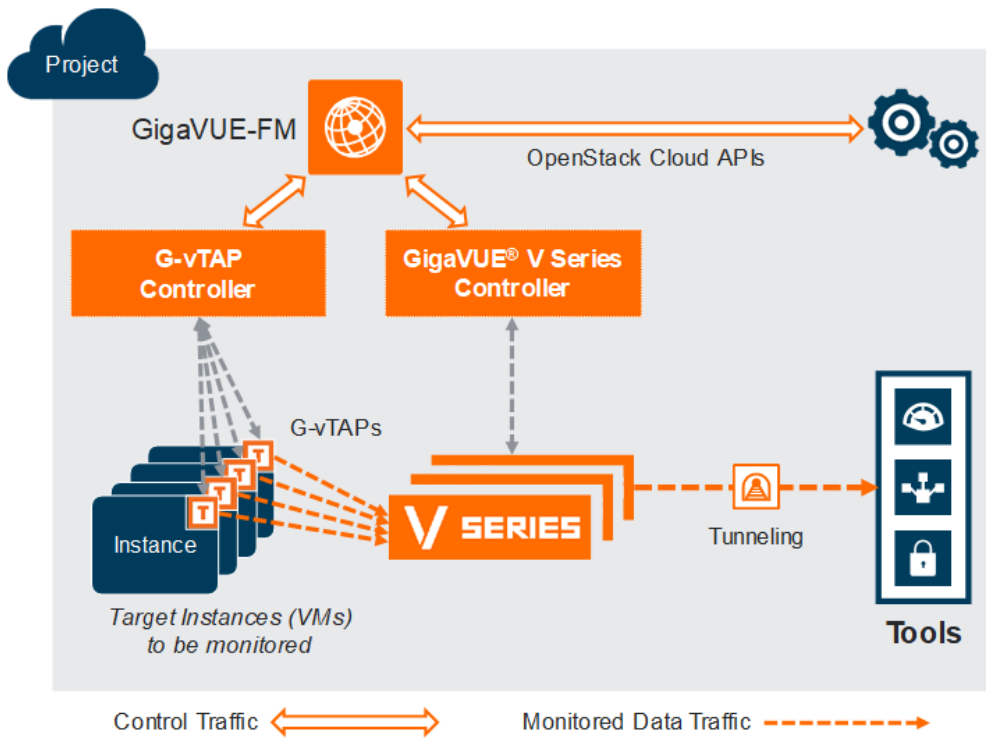 Project
GigaVUE-FM
OpenStack Cloud APIs
G-vTAP
Controller
GigaVUE® V Series
Controller
G-vTAPs
T
T
T
T
Instance
V SERIES
Tunneling
Target Instances (VMs)
to be monitored
Tools
Control Traffic
Monitored Data Traffic